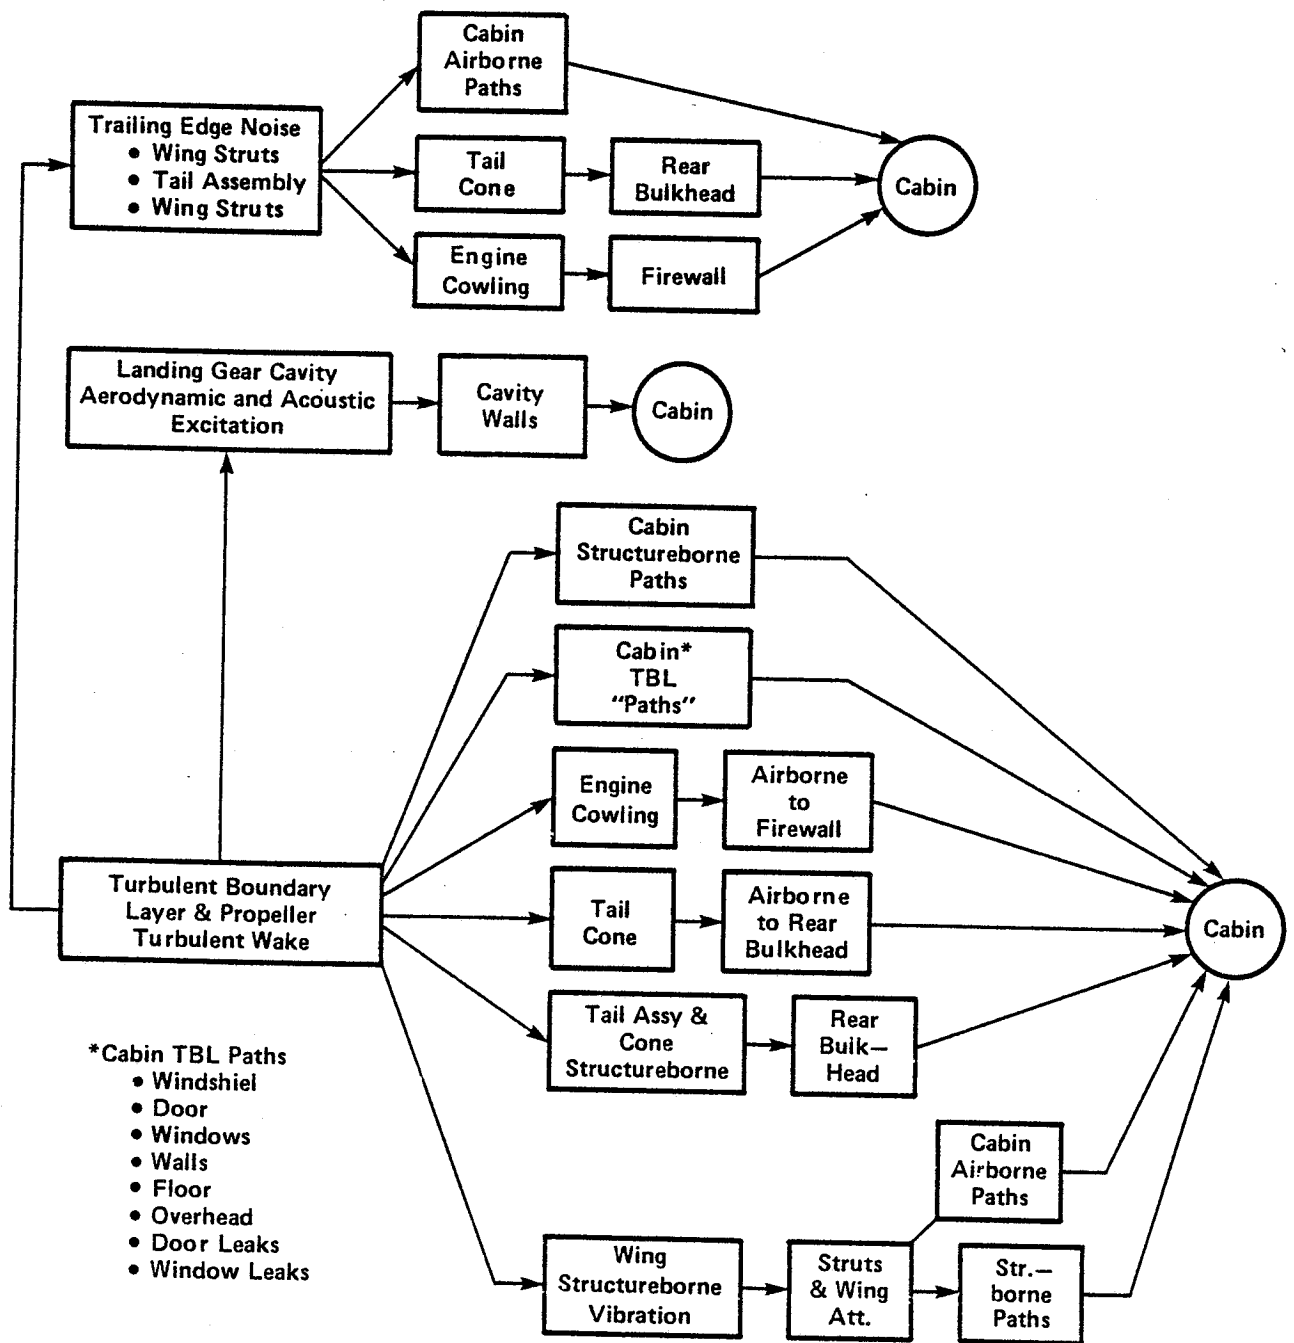 Cabin
Airborne
Paths
Trailing Edge Noise
• Wing Struts
• Tail Assembly
• Wing Struts
Tail
Cone
Rear
Bulkhead
Cabin
Engine
Cowling
Firewall
Landing Gear Cavity
Aerodynamic and Acoustic
Excitation
Cavity
Walls
Cabin
Cabin
Structureborne
Paths
Cabin*
TBL
“Paths”
Engine
Cowling
Airborne
to
Firewall
Turbulent Boundary
Layer & Propeller
Turbulent Wake
Tail
Cone
Airborne
to Rear
Bulkhead
Cabin
Tail Assy &
Cone
Structureborne
Rear
Bulk—
Head
*Cabin TBL Paths
• Windshiel
• Door
• Windows
• Walls
• Floor
• Overhead
• Door Leaks
• Window Leaks
Cabin
Airborne
Paths
Wing
Structureborne
Vibration
Struts
& Wing
Att.
Str.—
borne
Paths